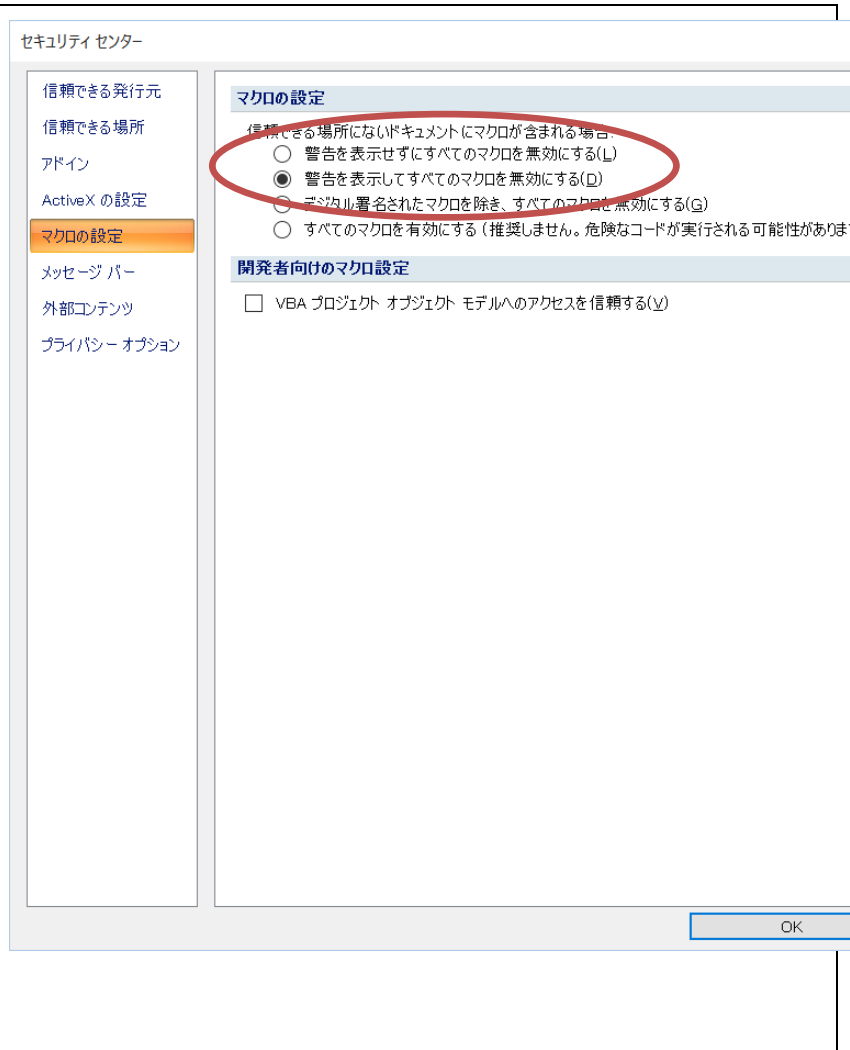 セキュリティ センター
信頼できる発行元
信頼できる場所
アドイン
ActiveX の設定
マクロの設定
メッセージ バー
外部コンテンツ
プライバシー オプション
マクロの設定
信頼できる場所にないドキュメントにマクロが含まれる場合:
警告を表示せずにすべてのマクロを無効にする(L)
警告を表示してすべてのマクロを無効にする(D)
デジタル署名されたマクロを除き、すべてのマクロを無効にする(G)
すべてのマクロを有効にする (推奨しません。危険なコードが実行される可能性がありま
開発者向けのマクロ設定
VBA プロジェクト オブジェクト モデルへのアクセスを信頼する(V)
OK